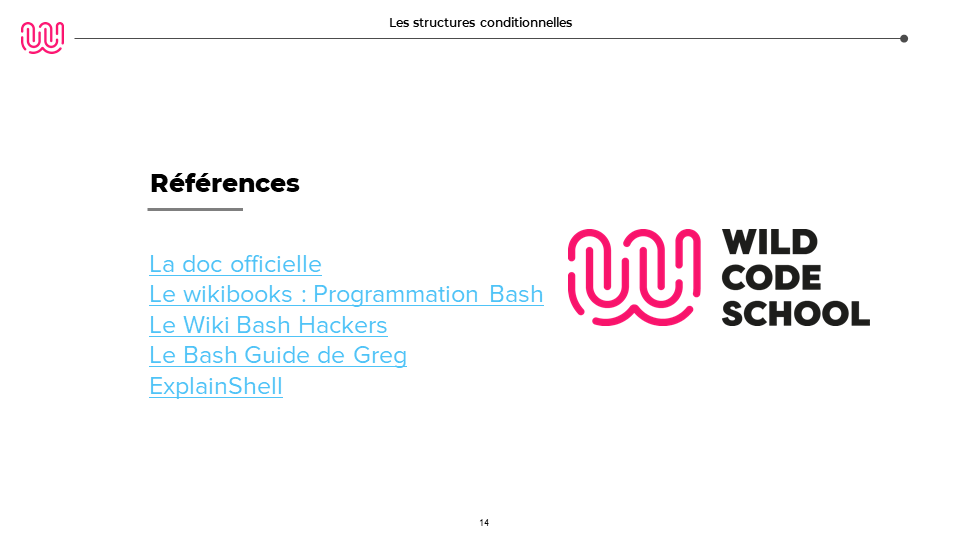 Les structures conditionnelles
Références
La doc officielle
Le wikibooks : Programmation Bash
Le Wiki Bash Hackers
Le Bash Guide de Greg
ExplainShell
WILD
CODE
SCHOOL
14